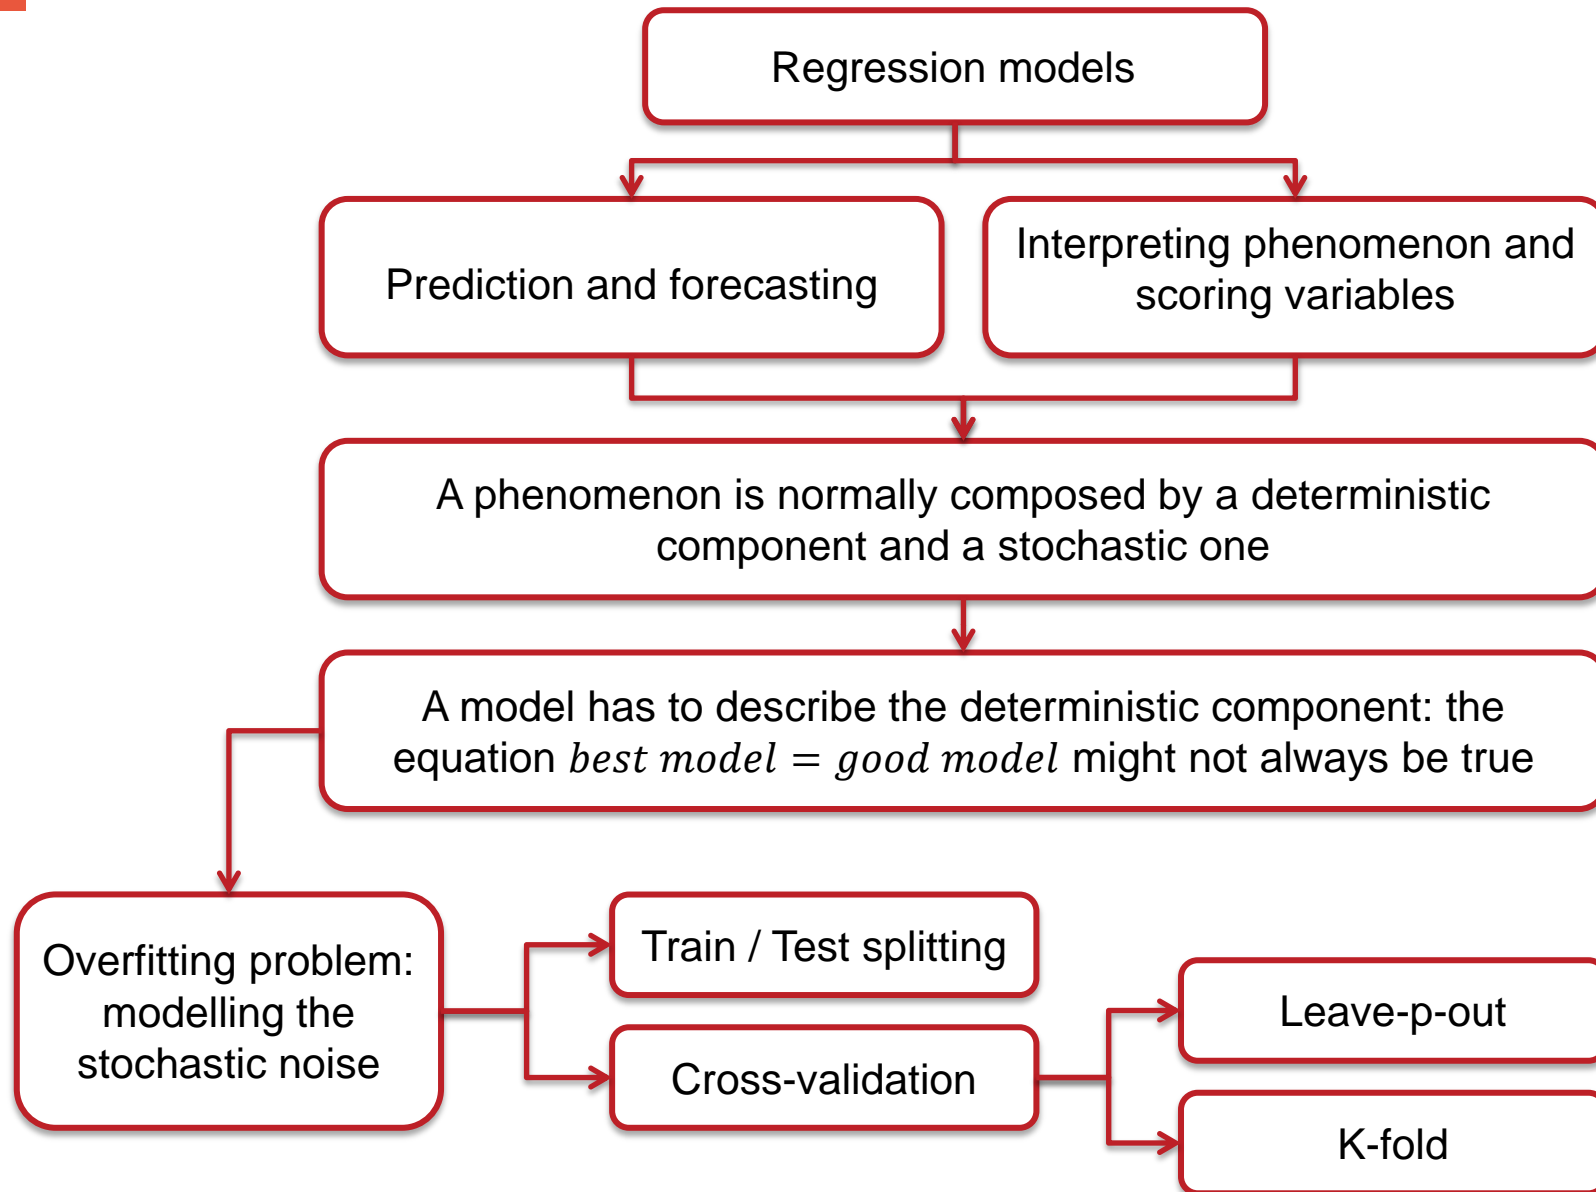 Regression models
Prediction and forecasting
Interpreting phenomenon and
scoring variables
A phenomenon is normally composed by a deterministic
component and a stochastic one
A model has to describe the deterministic component: the
equation best model = good model might not always be true
Overfitting problem:
modelling the
stochastic noise
Train / Test splitting
Cross-validation
Leave-p-out
K-fold